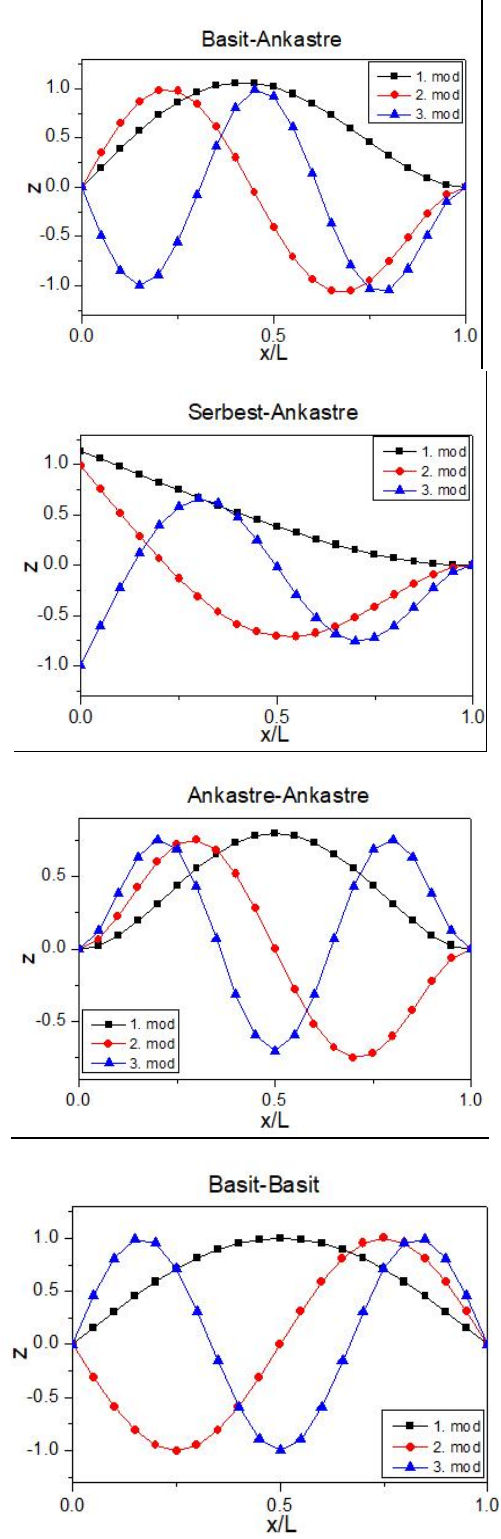 Basit-Ankastre
1. mod
2. mod
3. mod
1.0
0.5
0.0
-0.5
-1.0
z
0.0 0.5 1.0
x/L
Serbest-Ankastre
1. mod
2. mod
3. mod
1.0
0.5
0.0
-0.5
-1.0
z
0.0 0.5 1.0
x/L
Ankastre-Ankastre
0.5
0.0
-0.5
z
1. mod
2. mod
3. mod
0.0 0.5 1.0
x/L
Basit-Basit
1.0
0.5
0.0
-0.5
-1.0
z
1. mod
2. mod
3. mod
0.0 0.5 1.0
x/L